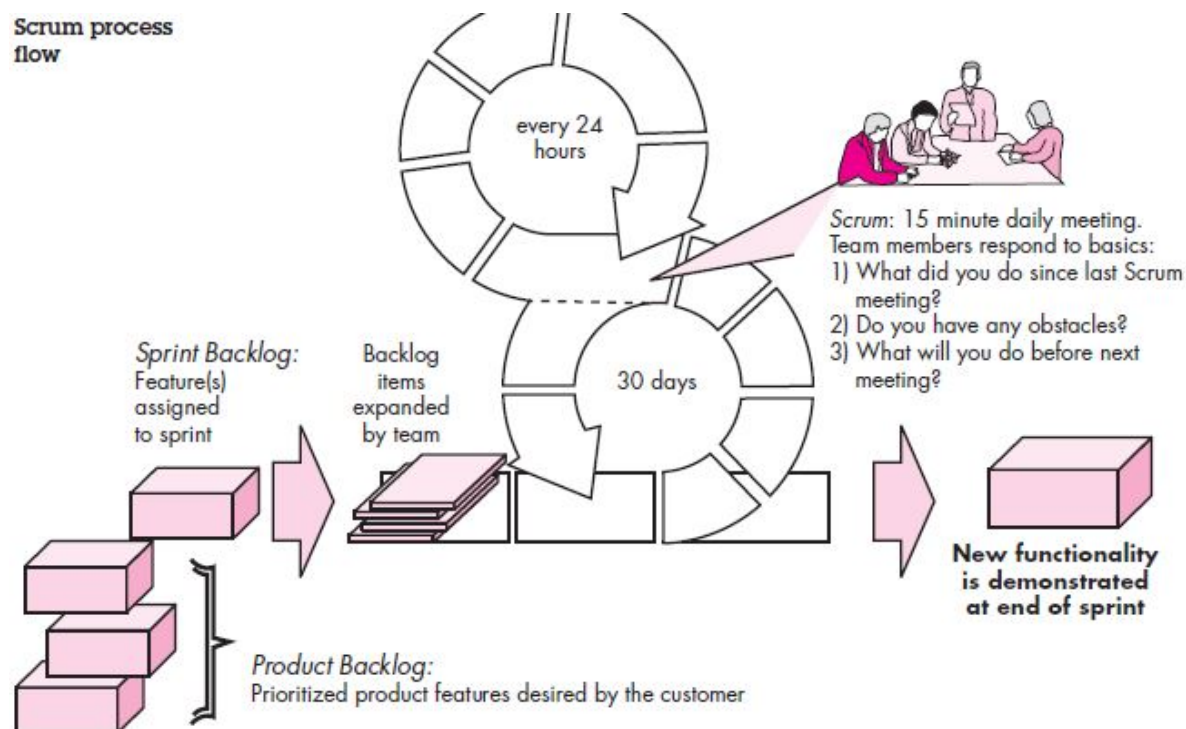 Scrum process
flow
every 24
hours
Scrum: 15 minute daily meeting.
Team members respond to basics:
1) What did you do since last Scrum
meeting?
2) Do you have any obstacles?
3) What will you do before next
meeting?
Sprint Backlog:
Feature(s)
assigned
to sprint
Backlog
items
expanded
by team
30 days
New functionality
is demonstrated
at end of sprint
Product Backlog:
Prioritized product features desired by the customer